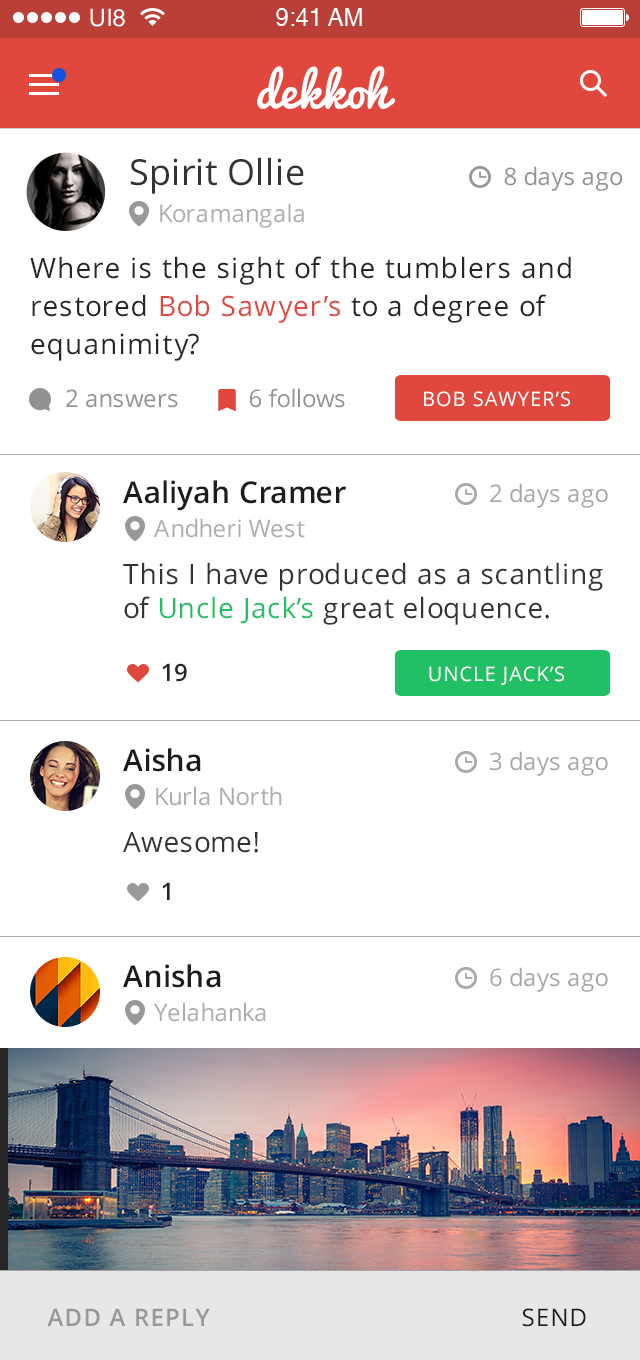 UI8 9:41 AM
dekkoh
Spirit Ollie 8 days ago
Koramangala
Where is the sight of the tumblers and
restored Bob Sawyer’s to a degree of
equanimity?
2 answers 6 follows BOB SAWYER’S
Aaliyah Cramer 2 days ago
Andheri West
This I have produced as a scantling
of Uncle Jack’s great eloquence.
19 UNCLE JACK’S
Aisha 3 days ago
Kurla North
Awesome!
1
Anisha 6 days ago
Yelahanka
ADD A REPLY SEND